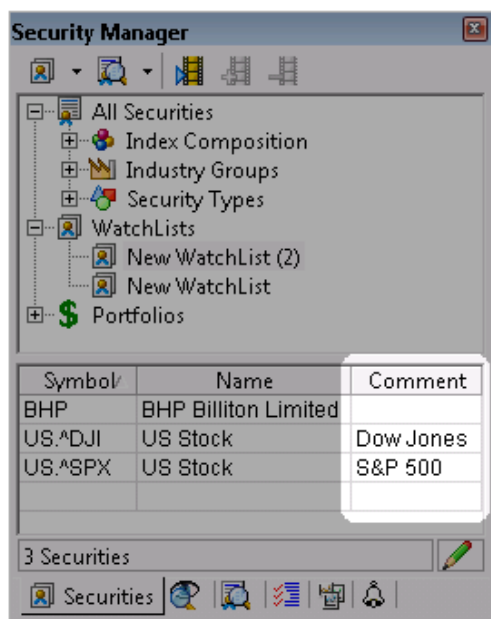 Security Manager
All Securities
Index Composition
Industry Groups
Security Types
WatchLists
New WatchList (2)
New WatchList
Portfolios
Symbol Name Comment
BHP BHP Billiton Limited
US.^DJI US Stock Dow Jones
US.^SPX US Stock S&P 500
3 Securities
Securities